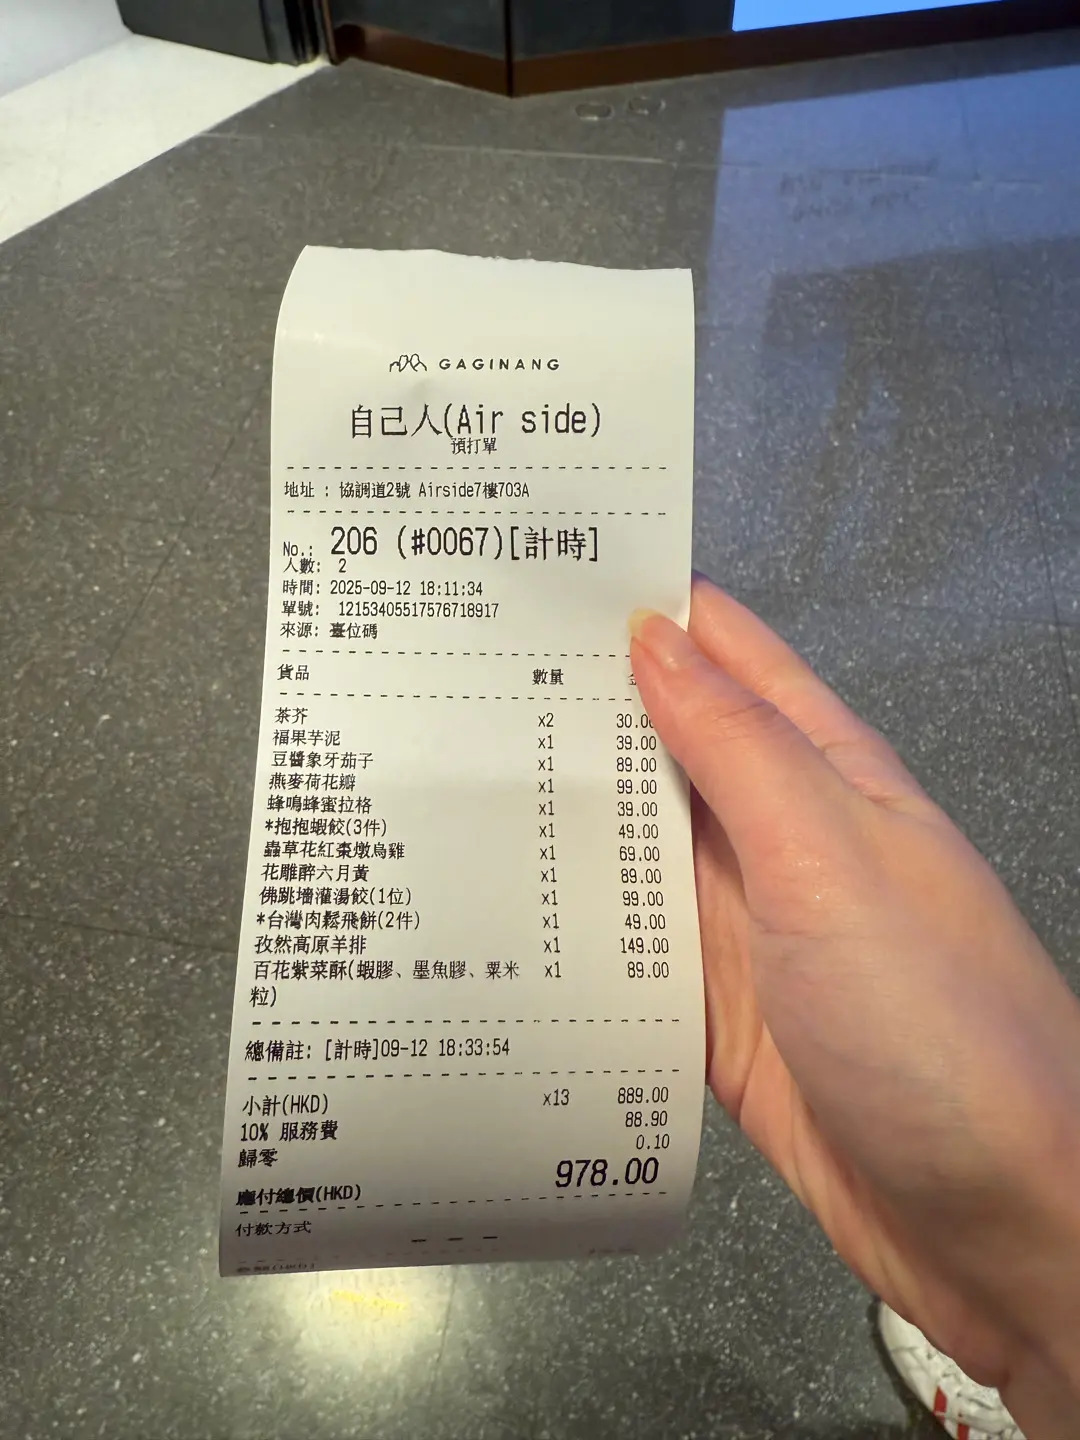 GAGINANG
自己人(Air side)
預打單
地址 : 協調道2號 Airside7樓703A
No.: 206 (#0067)[計時]
人數: 2
時間: 2025-09-12 18:11:34
單號: 12153405517576718917
來源: 臺位碼
貨品 數量
茶芥 x2 30.00
福果芋泥 x1 39.00
豆醬象牙茄子 x1 89.00
燕麥荷花瓣 x1 99.00
蜂鳴蜂蜜拉格 x1 39.00
*抱抱蝦餃(3件) x1 49.00
蟲草花紅棗燉烏雞 x1 69.00
花雕醉六月黃 x1 89.00
佛跳墻灌湯餃(1位) x1 99.00
*台灣肉鬆飛餅(2件) x1 49.00
孜然高原羊排 x1 149.00
百花紫菜酥(蝦膠、墨魚膠、粟米 x1 89.00
粒)
總備註: [計時]09-12 18:33:54
小計(HKD) x13 889.00
10% 服務費 88.90
歸零 0.10
應付總價(HKD) 978.00
付款方式